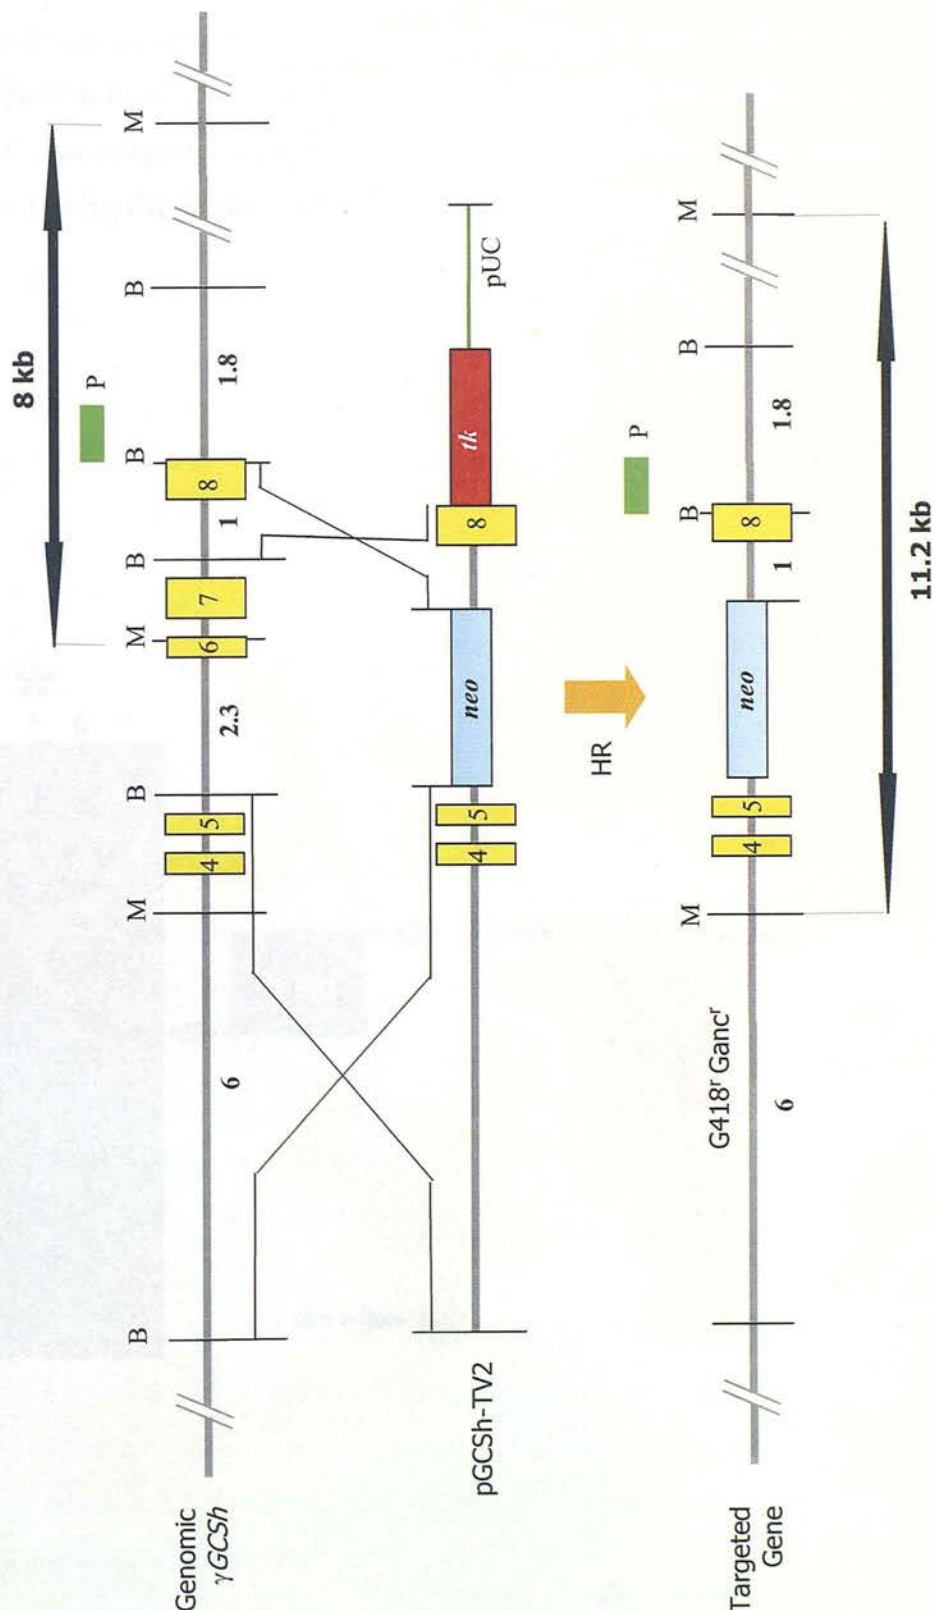 8 kb
P
B M B M B B B M
Genomic
γGCSh
4 5 6 7 8
6 2.3 1 1.8
4 5 neo 8 tk
pUC
pGCSh-TV2
HR
P
G418ʳ Gancʳ
M B B M
Targeted
Gene
4 5 neo 8
6 1 1.8
11.2 kb